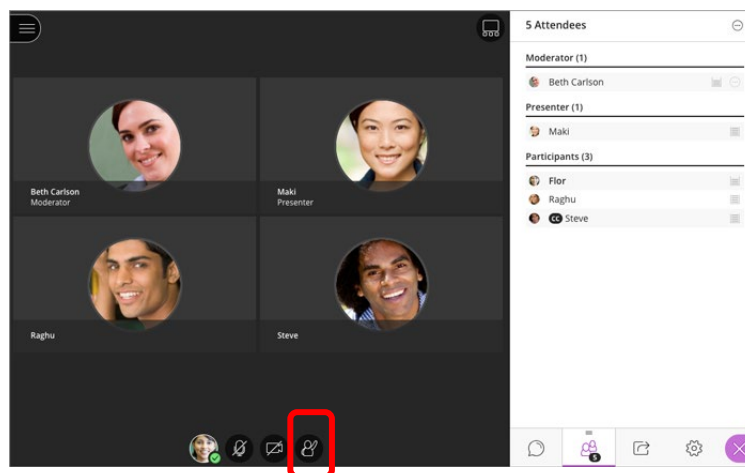 5 Attendees
Moderator (1)
Beth Carlson
Presenter (1)
Maki
Participants (3)
Flor
Raghu
CC Steve
Beth Carlson
Moderator
Maki
Presenter
Raghu
Steve
5